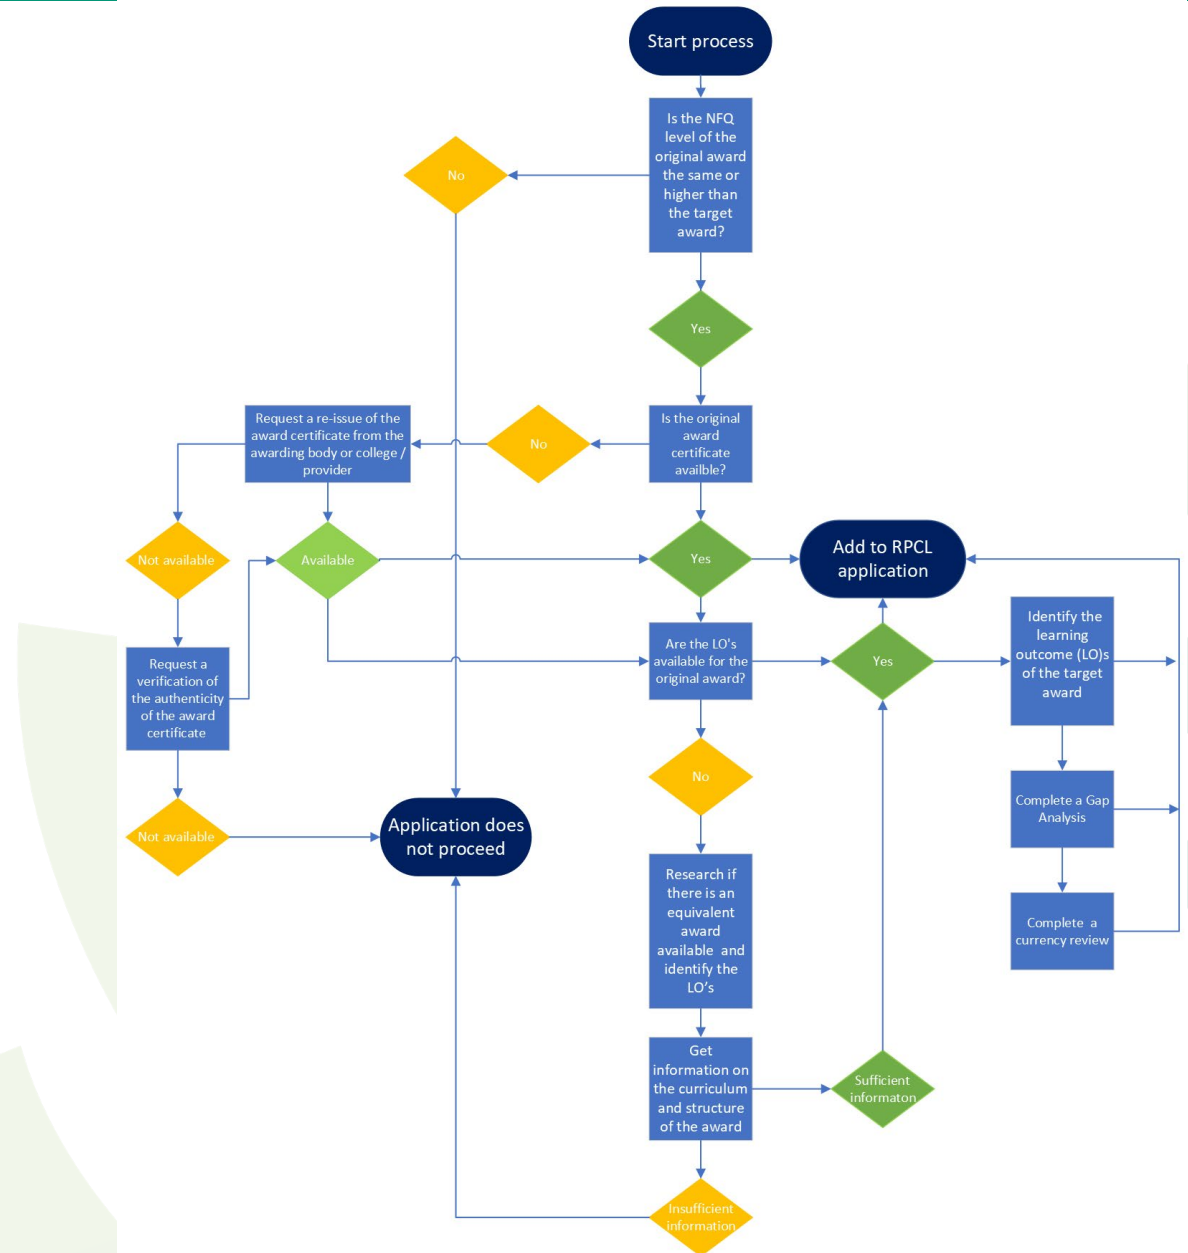 Start process
Is the NFQ
level of the
original award
the same or
higher than
the target
award?
No
Yes
Request a re-issue of the
award certificate from the
awarding body or college /
provider
No
Is the original
award
certificate
availble?
Not available
Available
Yes
Add to RPCL
application
Request a
verification of
the authenticity
of the award
certificate
Are the LO's
available for the
original award?
Yes
Identify the
learning
outcome (LO)s
of the target
award
No
Complete a Gap
Analysis
Not available
Application does
not proceed
Research if
there is an
equivalent
award
available and
identify the
LO’s
Complete a
currency review
Get
information on
the curriculum
and structure
of the award
Sufficient
informaton
Insufficient
information